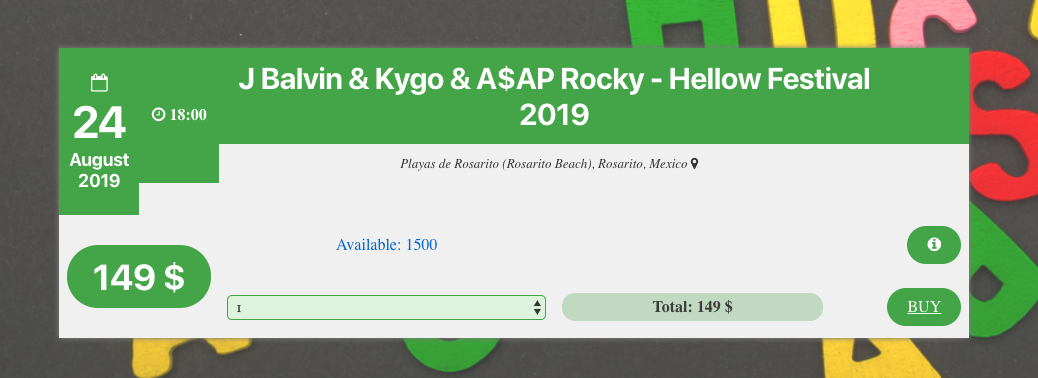 24
August
2019
18:00
J Balvin & Kygo & A$AP Rocky - Hellow Festival
2019
Playas de Rosarito (Rosarito Beach), Rosarito, Mexico
149 $
Available: 1500
1
Total: 149 $
BUY